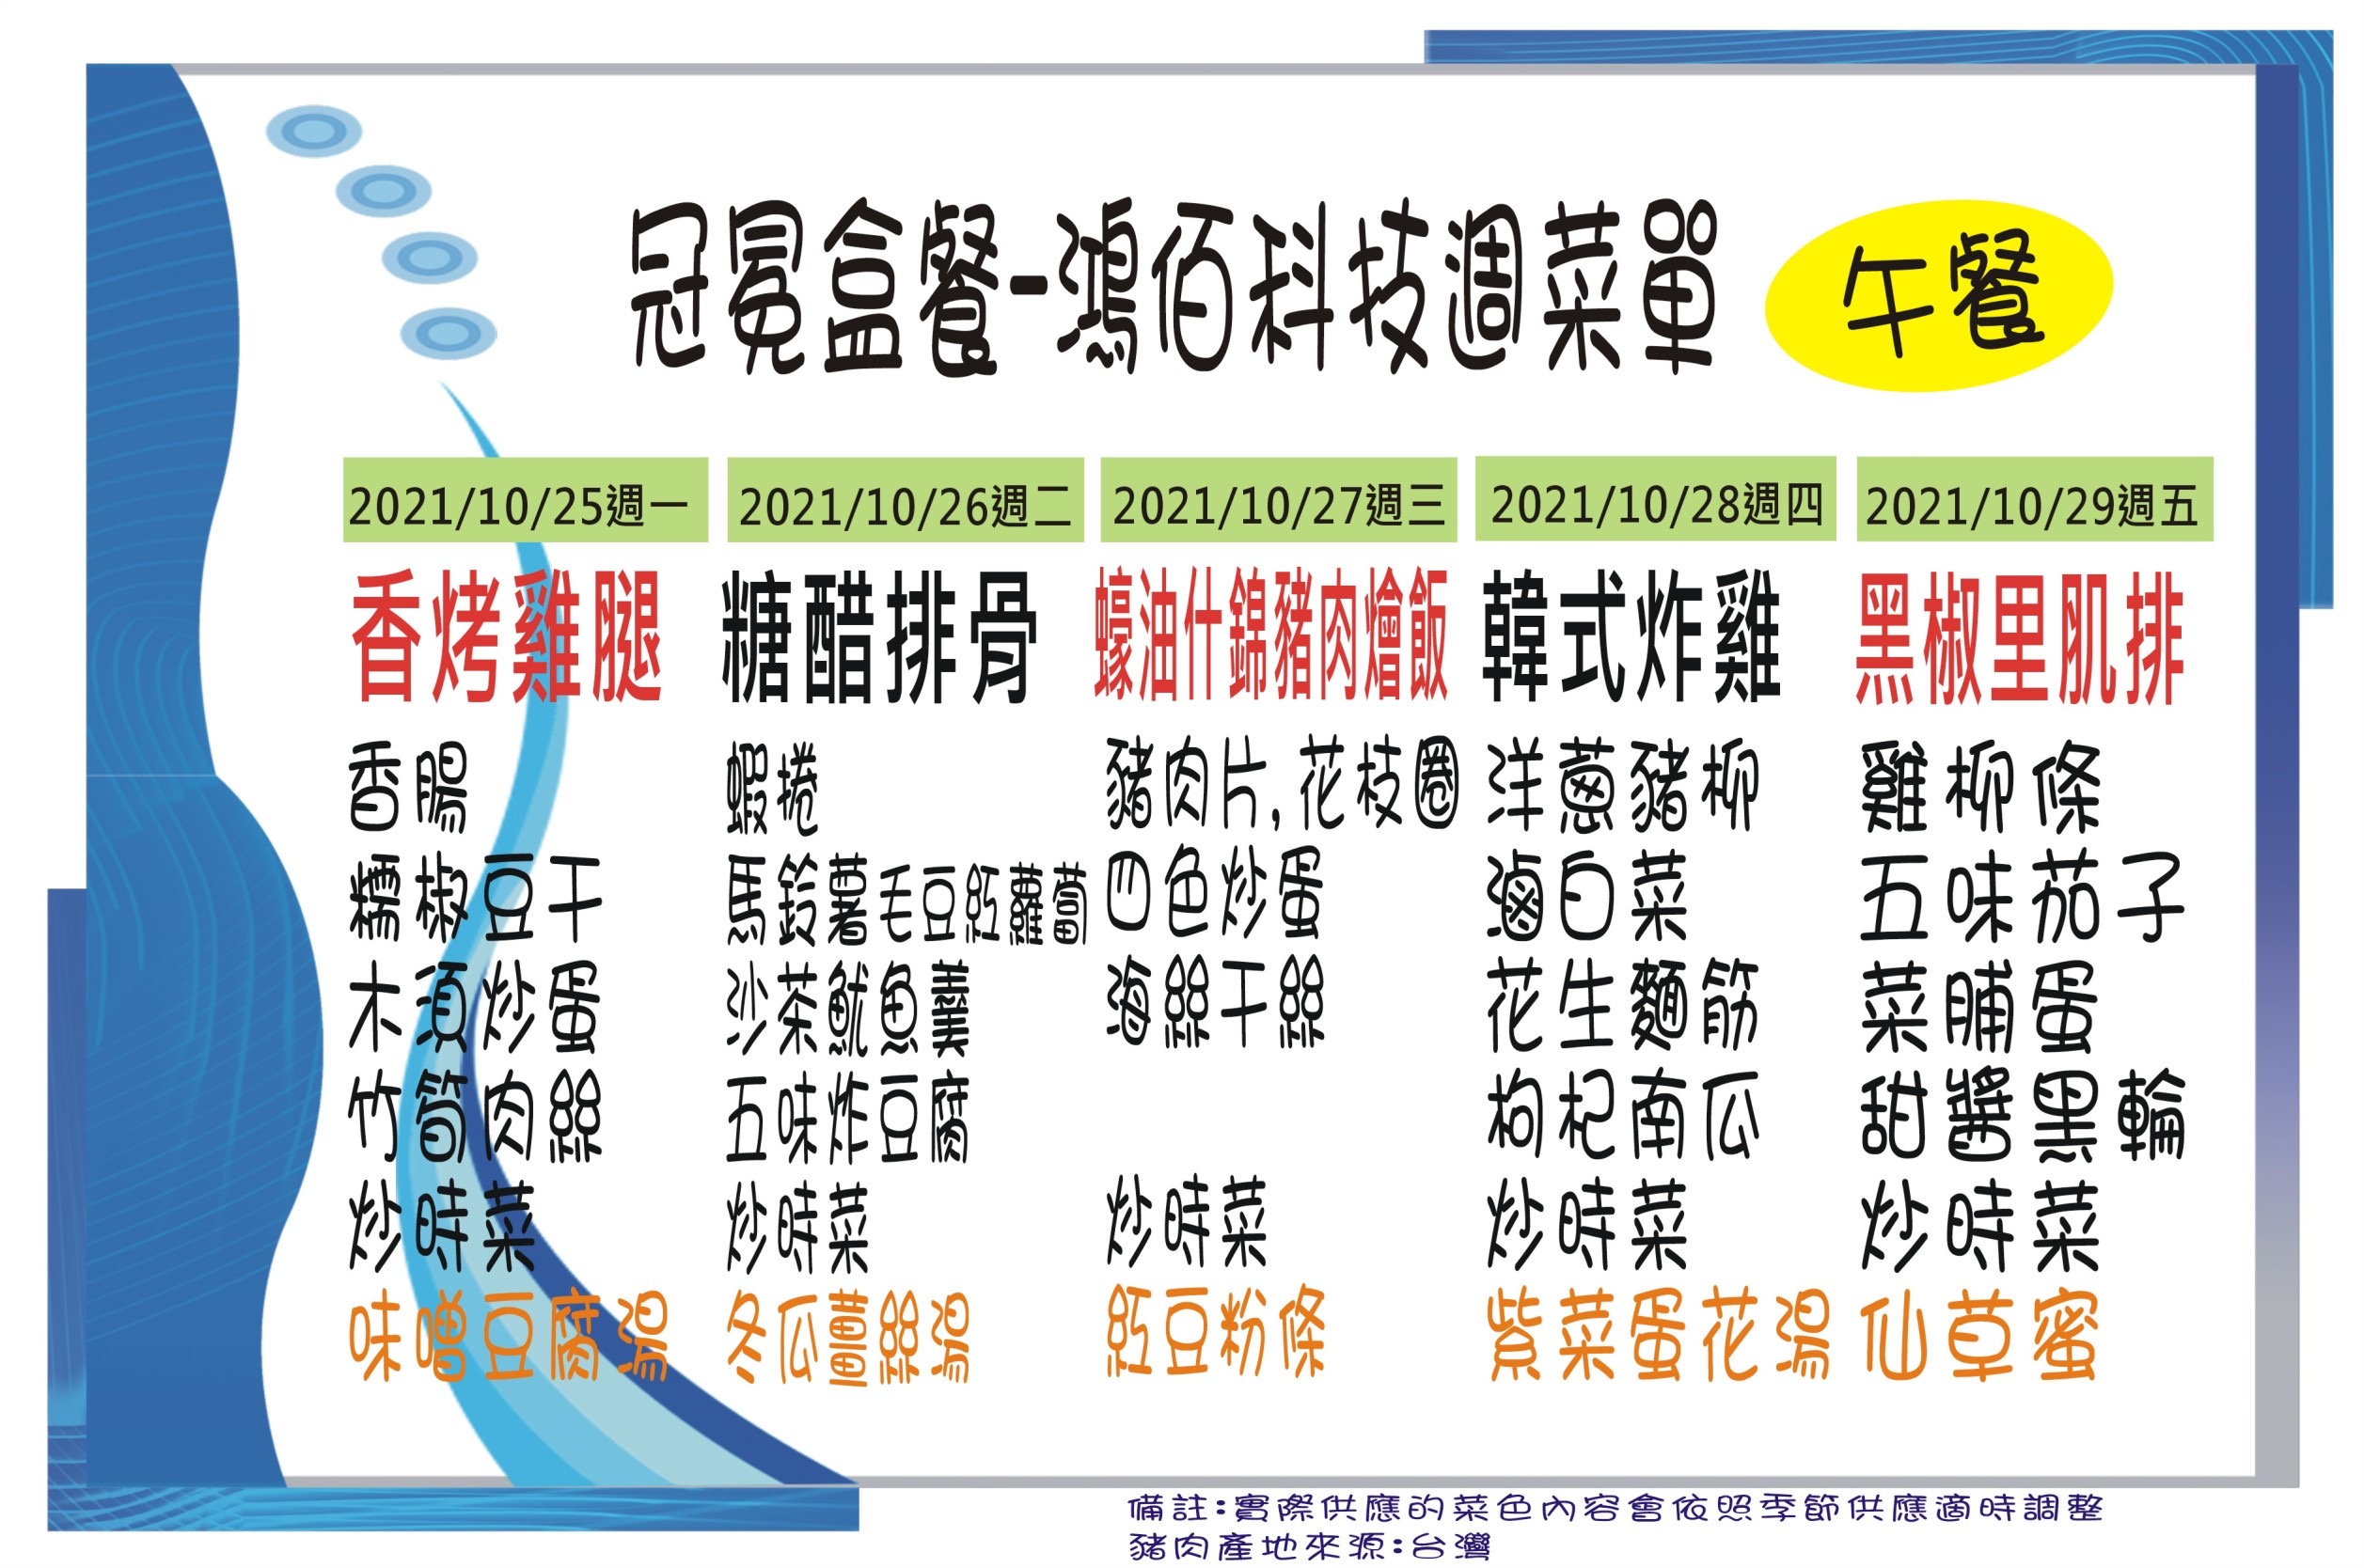 冠冕盒餐-鴻佰科技週菜單
午餐
2021/10/25週一
香烤雞腿
香腸
糯椒豆干
木須炒蛋
竹筍肉絲
炒時菜
味噌豆腐湯
2021/10/26週二
糖醋排骨
蝦捲
馬鈴薯毛豆紅蘿蔔
沙茶魷魚羹
五味炸豆腐
炒時菜
冬瓜薑絲湯
2021/10/27週三
蠔油什錦豬肉燴飯
豬肉片,花枝圈
四色炒蛋
海絲干絲
炒時菜
紅豆粉條
2021/10/28週四
韓式炸雞
洋蔥豬柳
滷白菜
花生麵筋
枸杞南瓜
炒時菜
紫菜蛋花湯
2021/10/29週五
黑椒里肌排
雞柳條
五味茄子
菜脯蛋
甜醬黑輪
炒時菜
仙草蜜
備註:實際供應的菜色內容會依照季節供應適時調整
豬肉產地來源:台灣